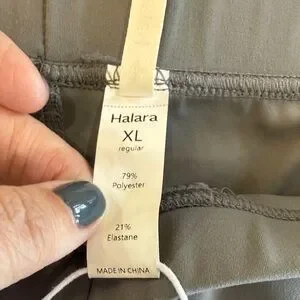 Halara
XL
regular
79%
Polyester
21%
Elastane
MADE IN CHINA